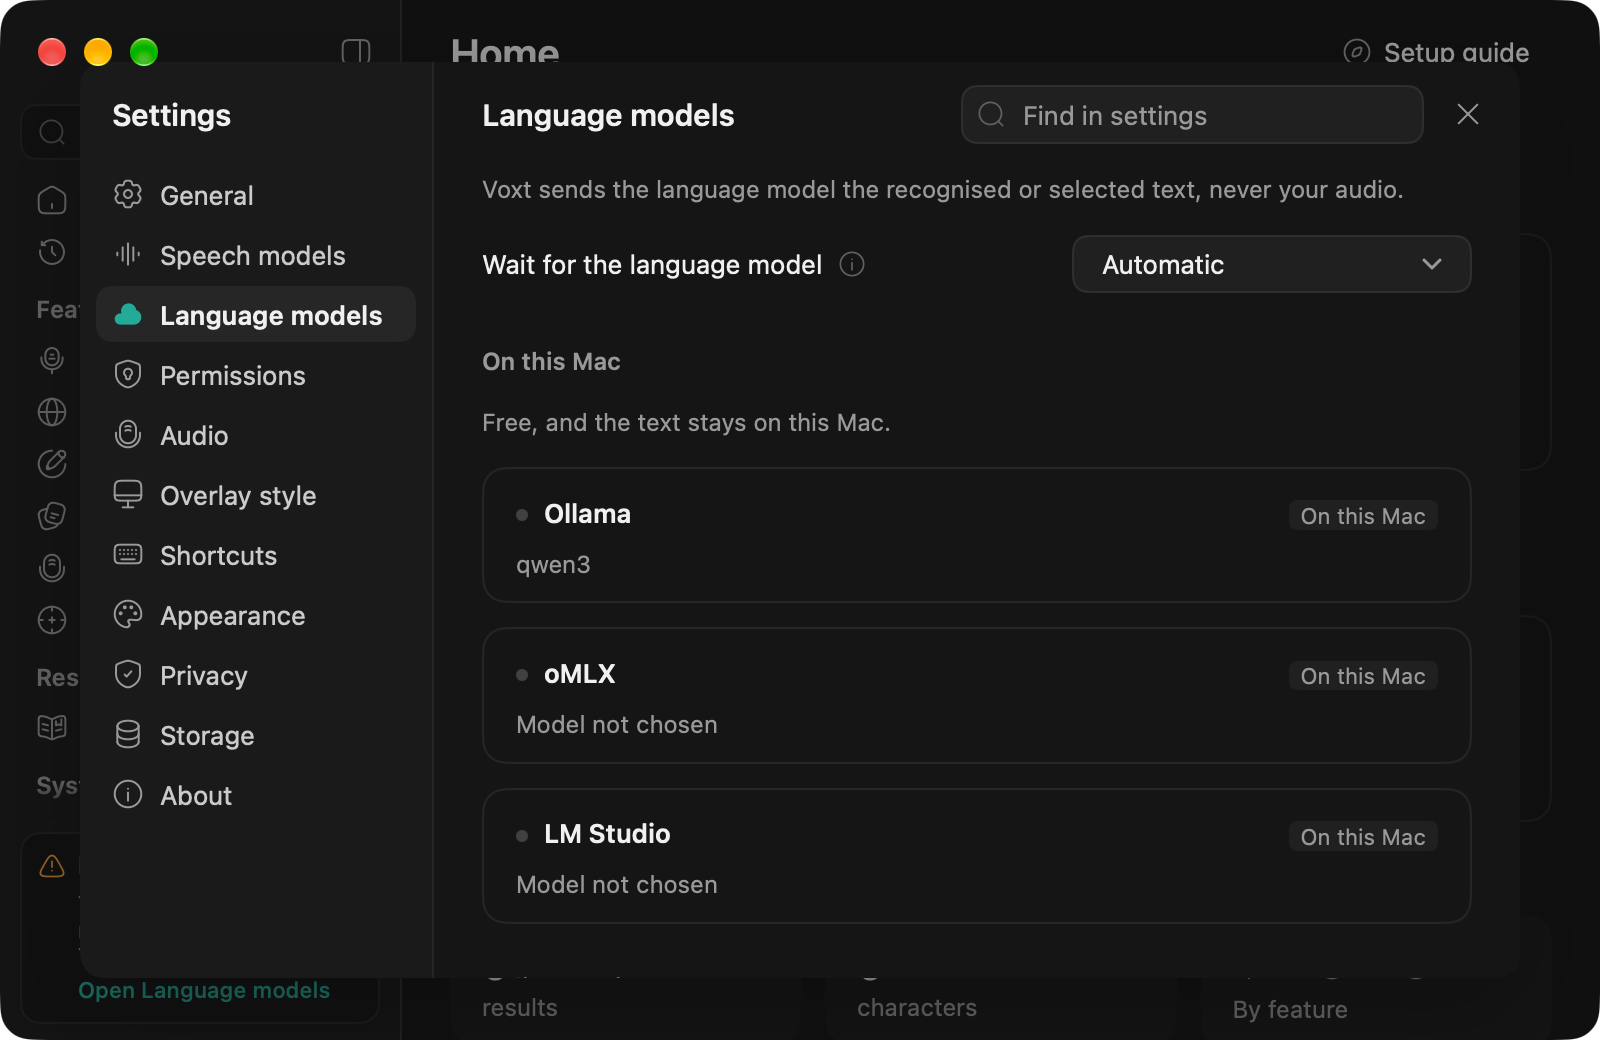 Home
Setup guide
Settings
Language models
Find in settings
General
Speech models
Language models
Permissions
Audio
Overlay style
Shortcuts
Appearance
Privacy
Storage
About
Voxt sends the language model the recognised or selected text, never your audio.
Wait for the language model
Automatic
On this Mac
Free, and the text stays on this Mac.
Ollama
On this Mac
qwen3
oMLX
On this Mac
Model not chosen
LM Studio
On this Mac
Model not chosen
Open Language models
results
characters
By feature